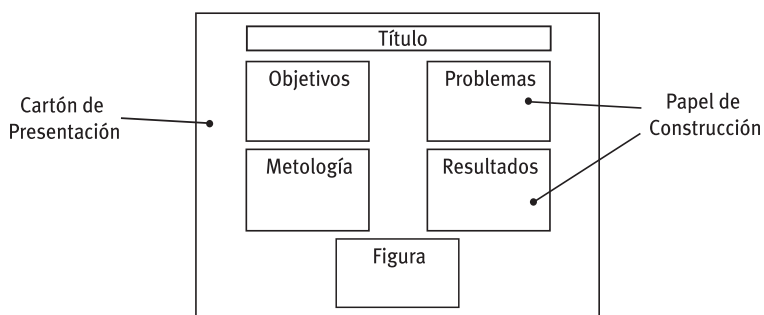 Título
Objetivos
Problemas
Cartón de
Presentación
Papel de
Construcción
Metología
Resultados
Figura